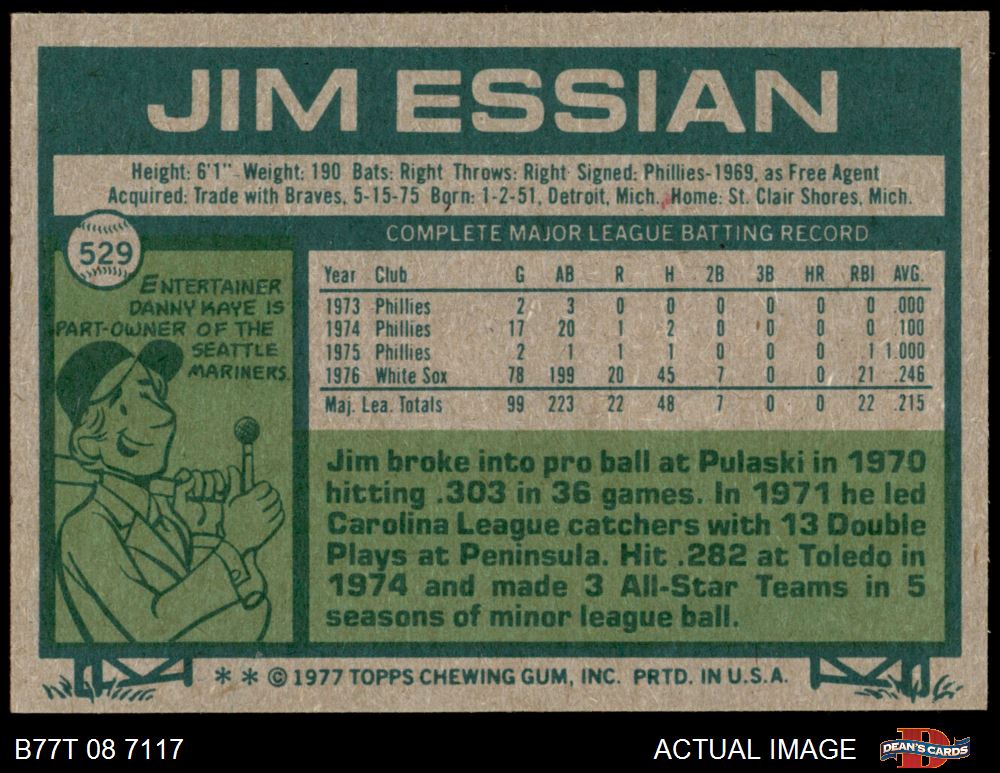 JIM ESSIAN
Height: 6'1" Weight: 190 Bats: Right Throws: Right Signed: Phillies-1969, as Free Agent
Acquired: Trade with Braves, 5-15-75 Born: 1-2-51, Detroit, Mich. Home: St. Clair Shores, Mich.
529
ENTERTAINER
DANNY KAYE IS
PART-OWNER OF THE
SEATTLE
MARINERS.
COMPLETE MAJOR LEAGUE BATTING RECORD
Year Club G AB R H 2B 3B HR RBI AVG.
1973 Phillies 2 3 0 0 0 0 0 0 .000
1974 Phillies 17 20 1 2 0 0 0 0 .100
1975 Phillies 2 1 1 1 0 0 0 1 1.000
1976 White Sox 78 199 20 45 7 0 0 21 .246
Maj. Lea. Totals 99 223 22 48 7 0 0 22 .215
Jim broke into pro ball at Pulaski in 1970
hitting .303 in 36 games. In 1971 he led
Carolina League catchers with 13 Double
Plays at Peninsula. Hit .282 at Toledo in
1974 and made 3 All-Star Teams in 5
seasons of minor league ball.
* * © 1977 TOPPS CHEWING GUM, INC. PRTD. IN U.S.A.
B77T 08 7117
ACTUAL IMAGE
DEAN'S CARDS